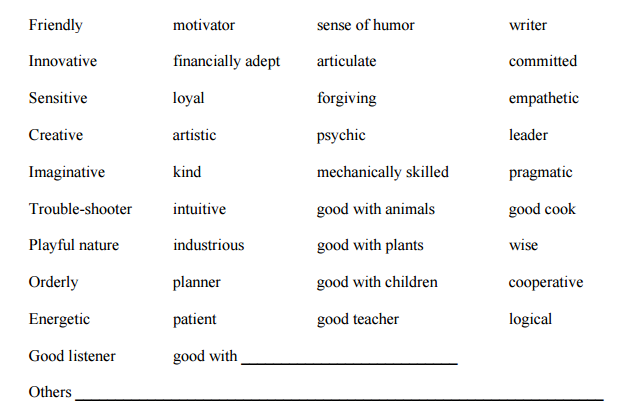 Friendly motivator sense of humor writer
Innovative financially adept articulate committed
Sensitive loyal forgiving empathetic
Creative artistic psychic leader
Imaginative kind mechanically skilled pragmatic
Trouble-shooter intuitive good with animals good cook
Playful nature industrious good with plants wise
Orderly planner good with children cooperative
Energetic patient good teacher logical
Good listener good with ___________________________
Others __________________________________________________________________